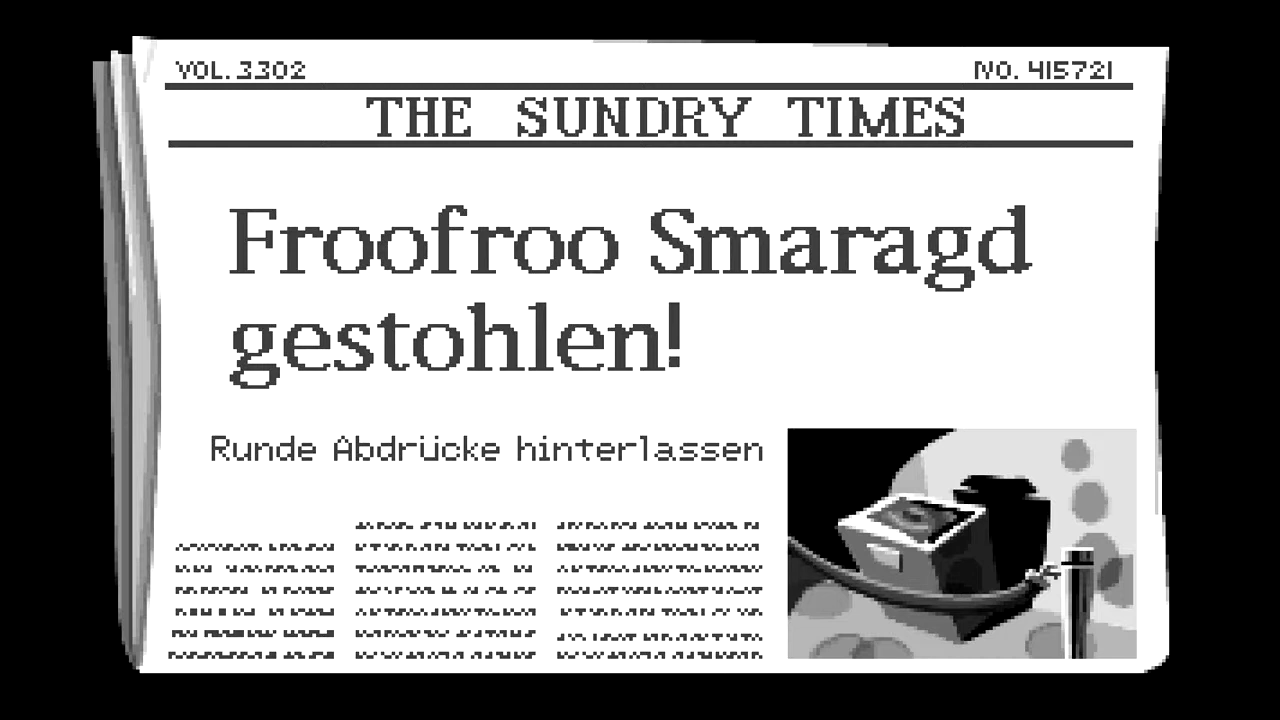 VOL. 3302
NO. 415721
THE SUNDRY TIMES
Froofroo Smaragd
gestohlen!
Runde Abdrücke hinterlassen